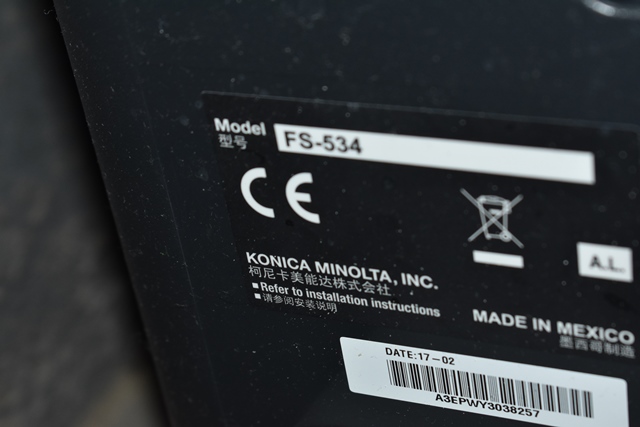 Model FS-534
型号
CE
A.L.
KONICA MINOLTA, INC.
柯尼卡美能达株式会社
■Refer to installation instructions
■请参阅安装说明
MADE IN MEXICO
墨西哥制造
DATE:17-02
A3EPWY3038257